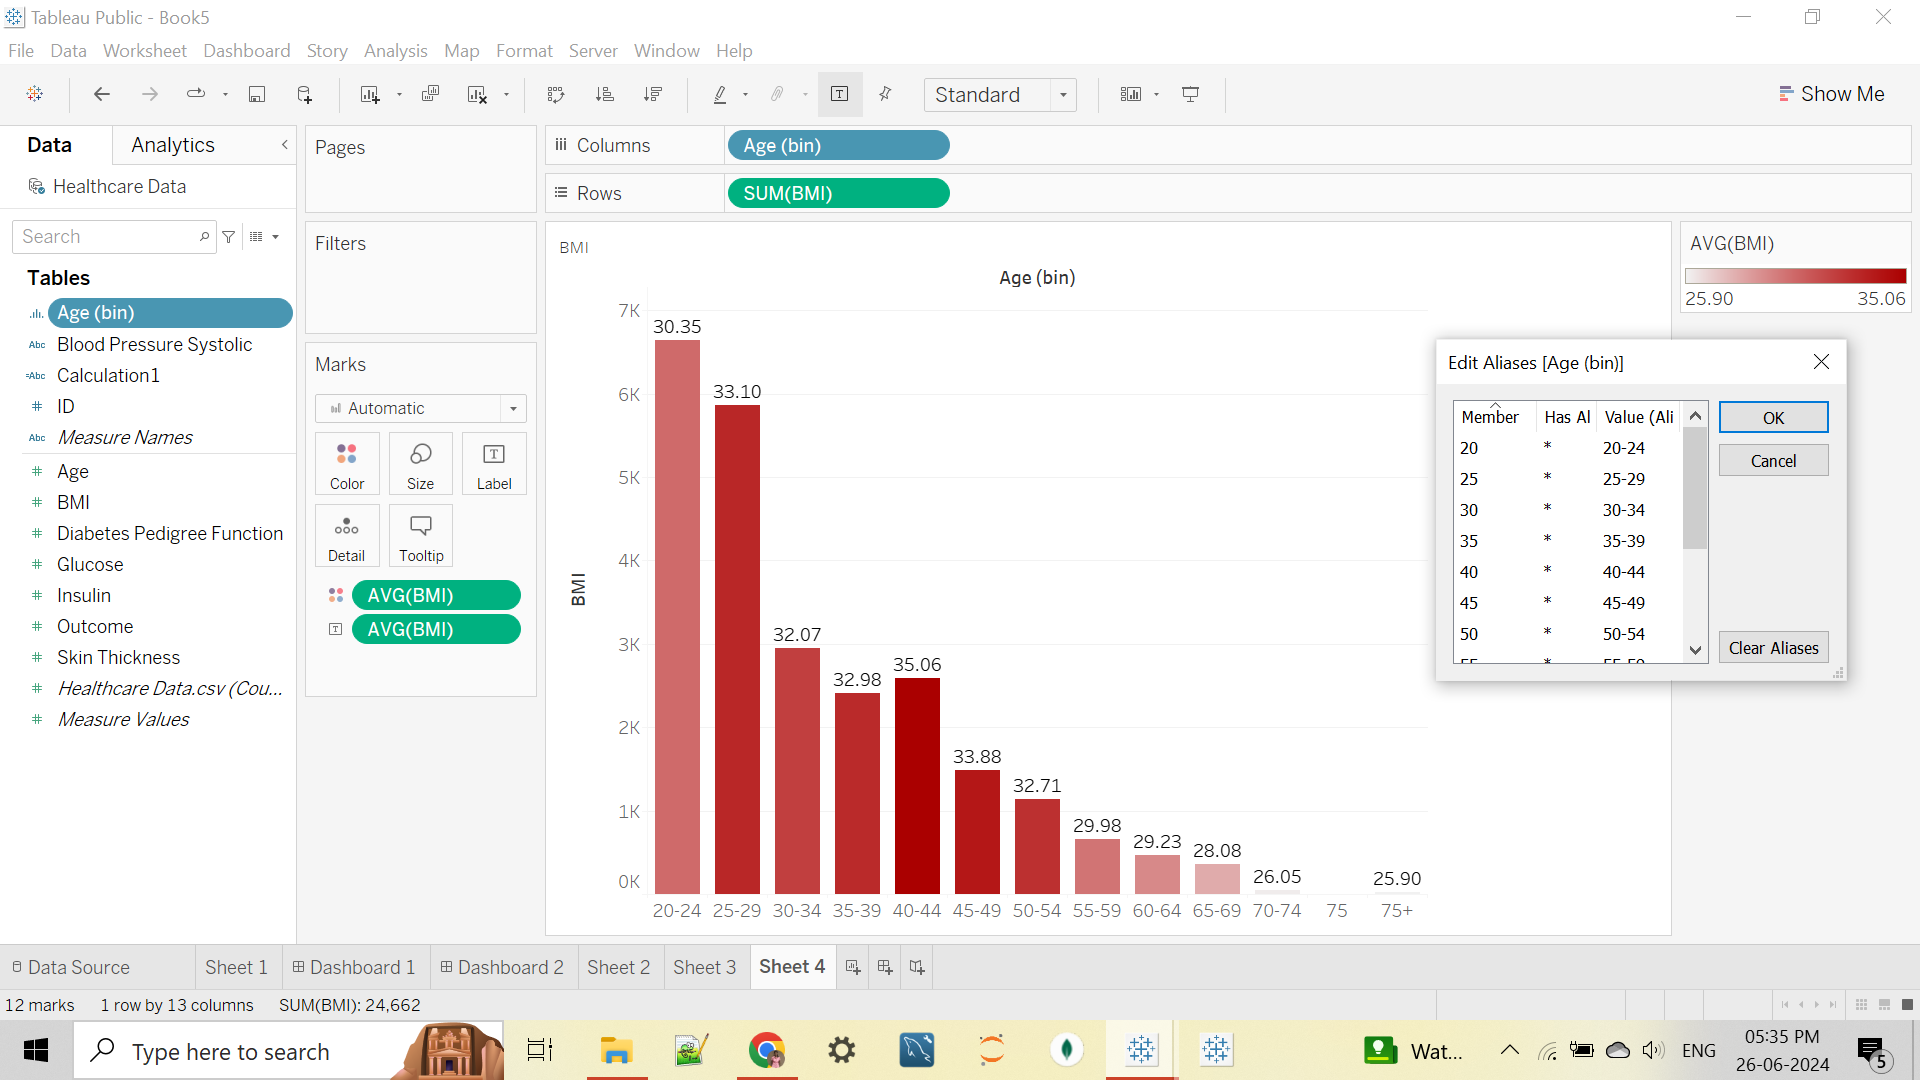 Tableau Public - Book5
File Data Worksheet Dashboard Story Analysis Map Format Server Window Help
Standard
Show Me
Data
Analytics
Healthcare Data
Search
Tables
Age (bin)
Abc Blood Pressure Systolic
=Abc Calculation1
# ID
Abc Measure Names
# Age
# BMI
# Diabetes Pedigree Function
# Glucose
# Insulin
# Outcome
# Skin Thickness
# Healthcare Data.csv (Cou...
# Measure Values
Pages
Filters
Marks
Automatic
Color Size Label
Detail Tooltip
AVG(BMI)
AVG(BMI)
Columns Age (bin)
Rows SUM(BMI)
BMI
Age (bin)
BMI
7K
6K
5K
4K
3K
2K
1K
0K
30.35
33.10
32.07
32.98
35.06
33.88
32.71
29.98
29.23
28.08
26.05
25.90
20-24 25-29 30-34 35-39 40-44 45-49 50-54 55-59 60-64 65-69 70-74 75 75+
AVG(BMI)
25.90 35.06
Edit Aliases [Age (bin)]
Member Has Al Value (Ali
20 * 20-24
25 * 25-29
30 * 30-34
35 * 35-39
40 * 40-44
45 * 45-49
50 * 50-54
OK
Cancel
Clear Aliases
Data Source Sheet 1 Dashboard 1 Dashboard 2 Sheet 2 Sheet 3 Sheet 4
12 marks 1 row by 13 columns SUM(BMI): 24,662
Type here to search
Wat...
ENG
05:35 PM
26-06-2024
5